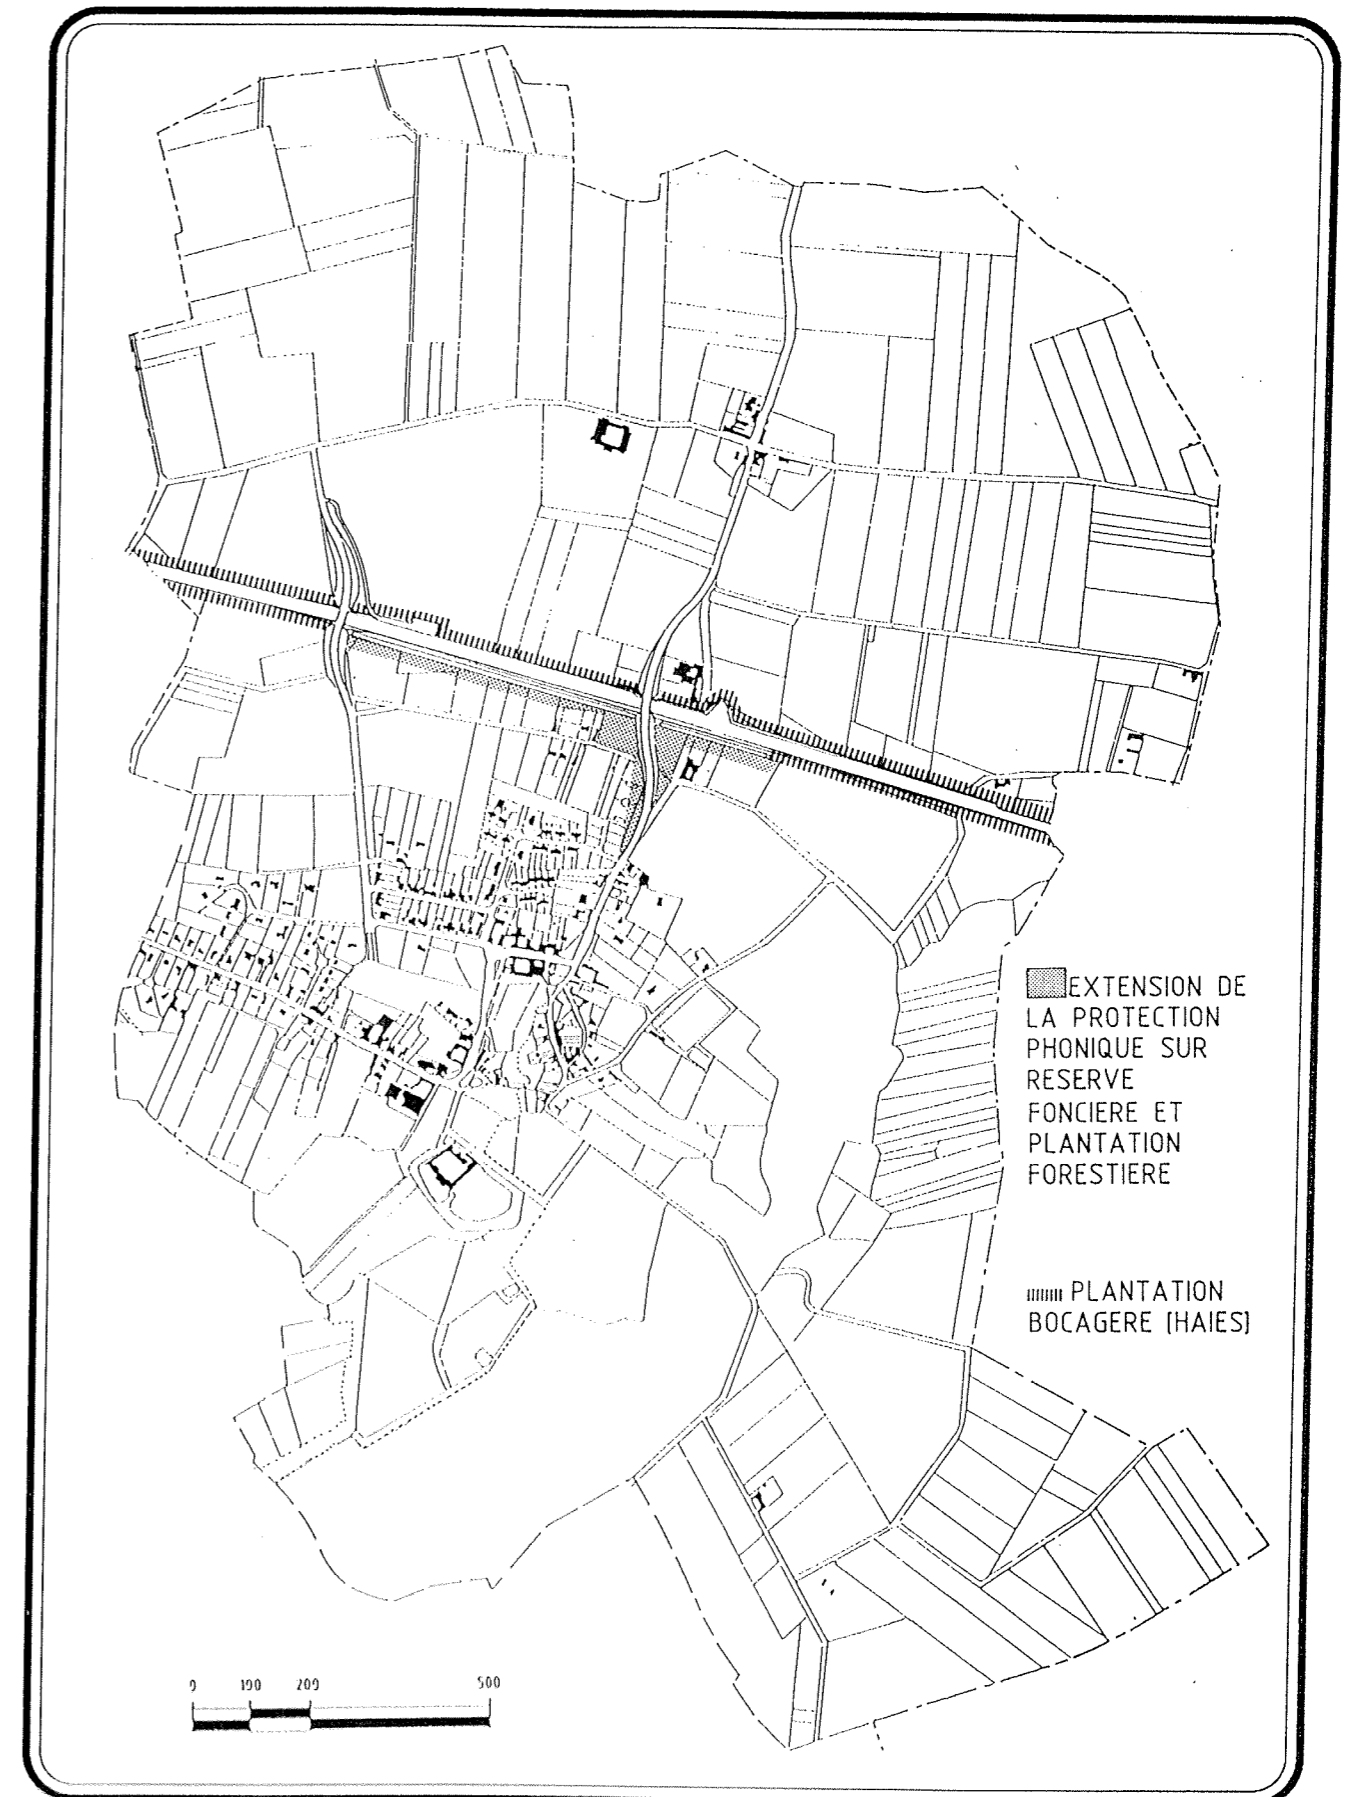 EXTENSION DE
LA PROTECTION
PHONIQUE SUR
RESERVE
FONCIERE ET
PLANTATION
FORESTIERE
PLANTATION
BOCAGERE (HAIES)
0 100 200 500